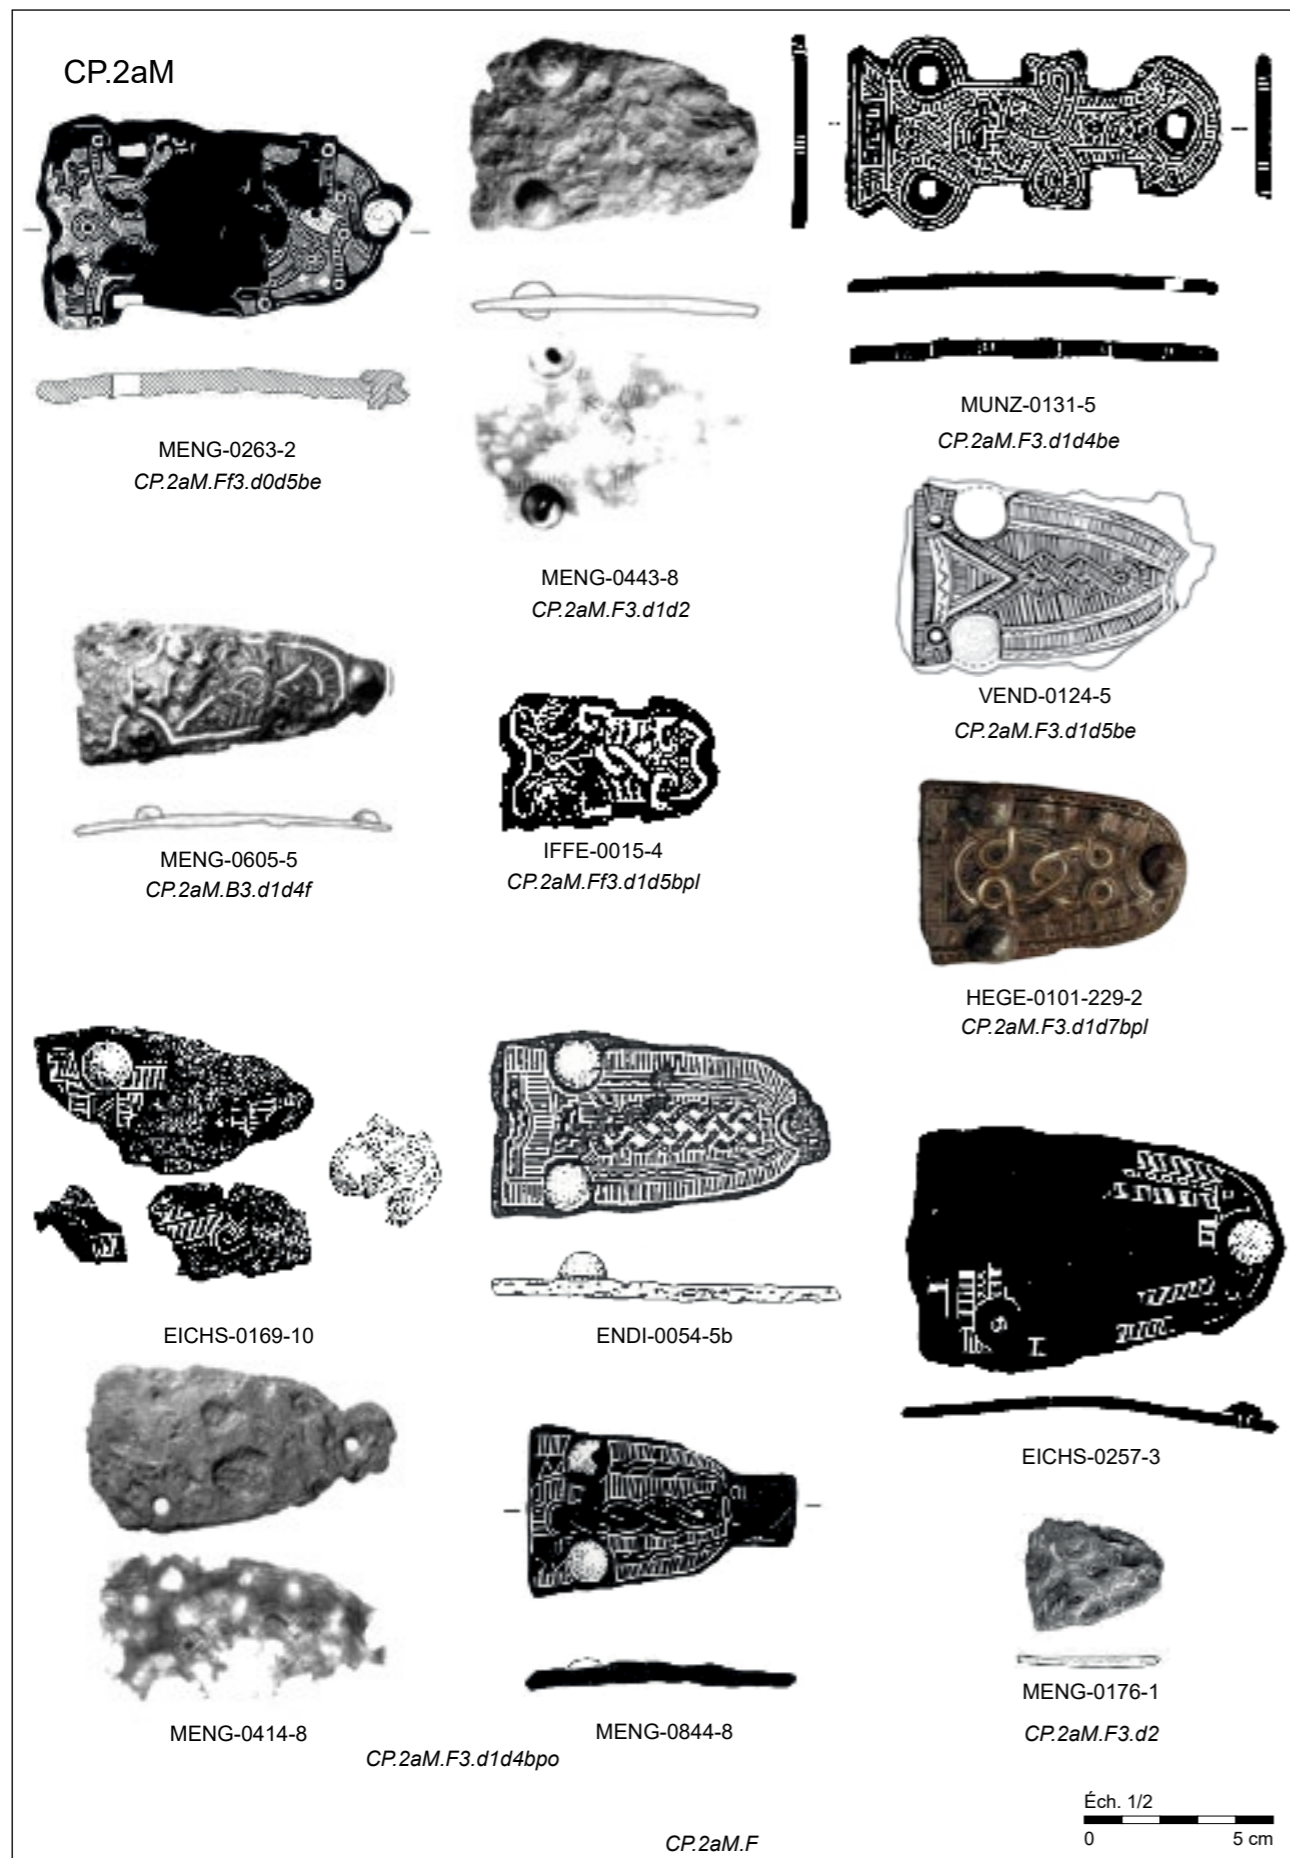 CP.2aM
MENG-0263-2
CP.2aM.Ff3.d0d5be
MENG-0443-8
CP.2aM.F3.d1d2
MUNZ-0131-5
CP.2aM.F3.d1d4be
VEND-0124-5
CP.2aM.F3.d1d5be
MENG-0605-5
CP.2aM.B3.d1d4f
IFFE-0015-4
CP.2aM.Ff3.d1d5bpl
HEGE-0101-229-2
CP.2aM.F3.d1d7bpl
EICHS-0169-10
ENDI-0054-5b
EICHS-0257-3
MENG-0414-8
MENG-0844-8
CP.2aM.F3.d1d4bpo
MENG-0176-1
CP.2aM.F3.d2
CP.2aM.F
Éch. 1/2
0 5 cm